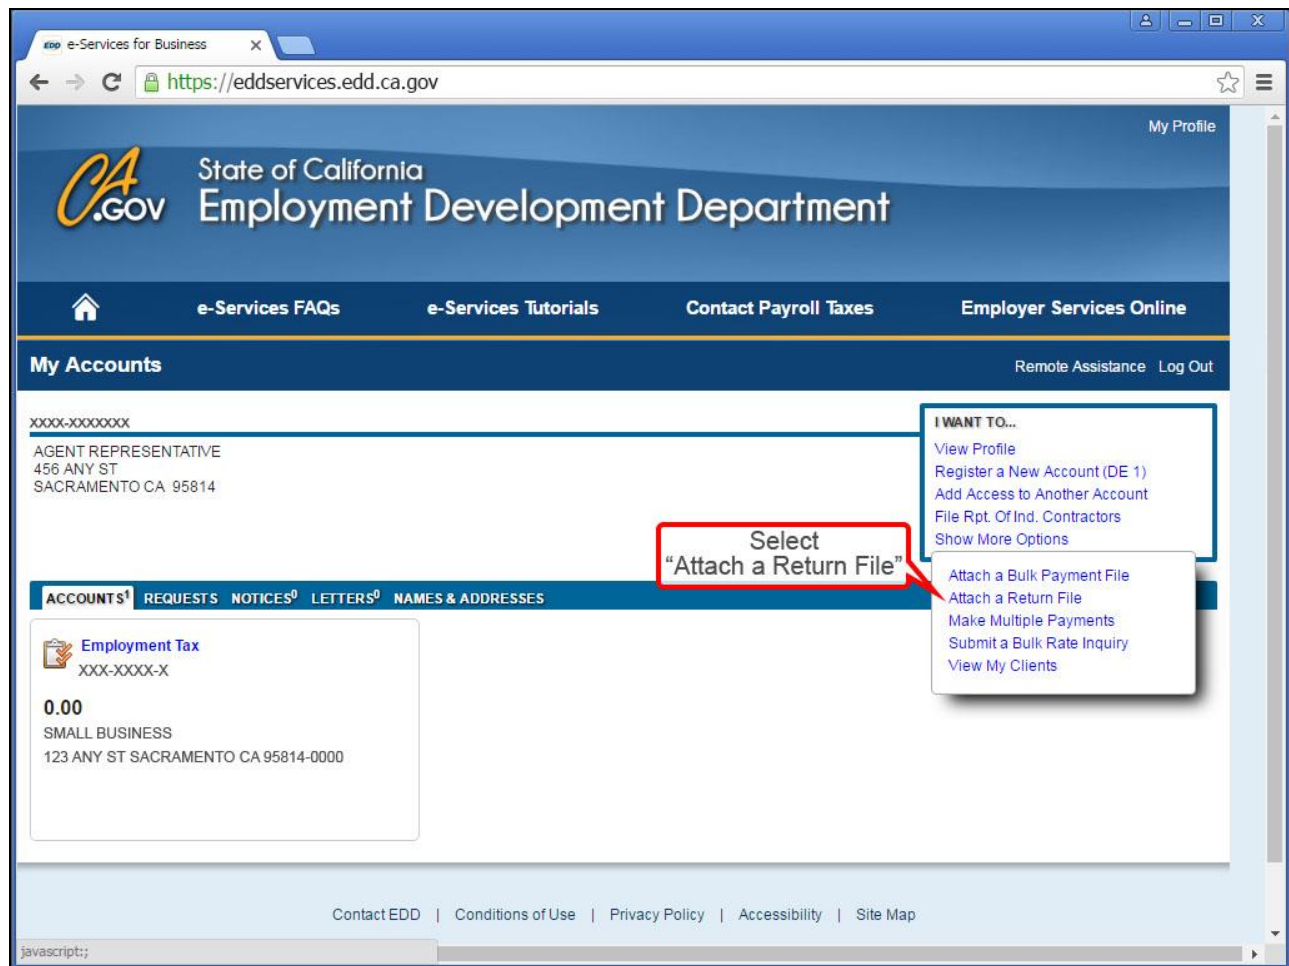 EDD e-Services for Business
https://eddservices.edd.ca.gov
My Profile
CA.GOV
State of California
Employment Development Department
e-Services FAQs e-Services Tutorials Contact Payroll Taxes Employer Services Online
My Accounts
Remote Assistance Log Out
XXXX-XXXXXXX
AGENT REPRESENTATIVE
456 ANY ST
SACRAMENTO CA 95814
I WANT TO...
View Profile
Register a New Account (DE 1)
Add Access to Another Account
File Rpt. Of Ind. Contractors
Show More Options
Select
“Attach a Return File”
Attach a Bulk Payment File
Attach a Return File
Make Multiple Payments
Submit a Bulk Rate Inquiry
View My Clients
ACCOUNTS¹ REQUESTS NOTICES⁰ LETTERS⁰ NAMES & ADDRESSES
Employment Tax
XXX-XXXX-X
0.00
SMALL BUSINESS
123 ANY ST SACRAMENTO CA 95814-0000
Contact EDD | Conditions of Use | Privacy Policy | Accessibility | Site Map
javascript:;